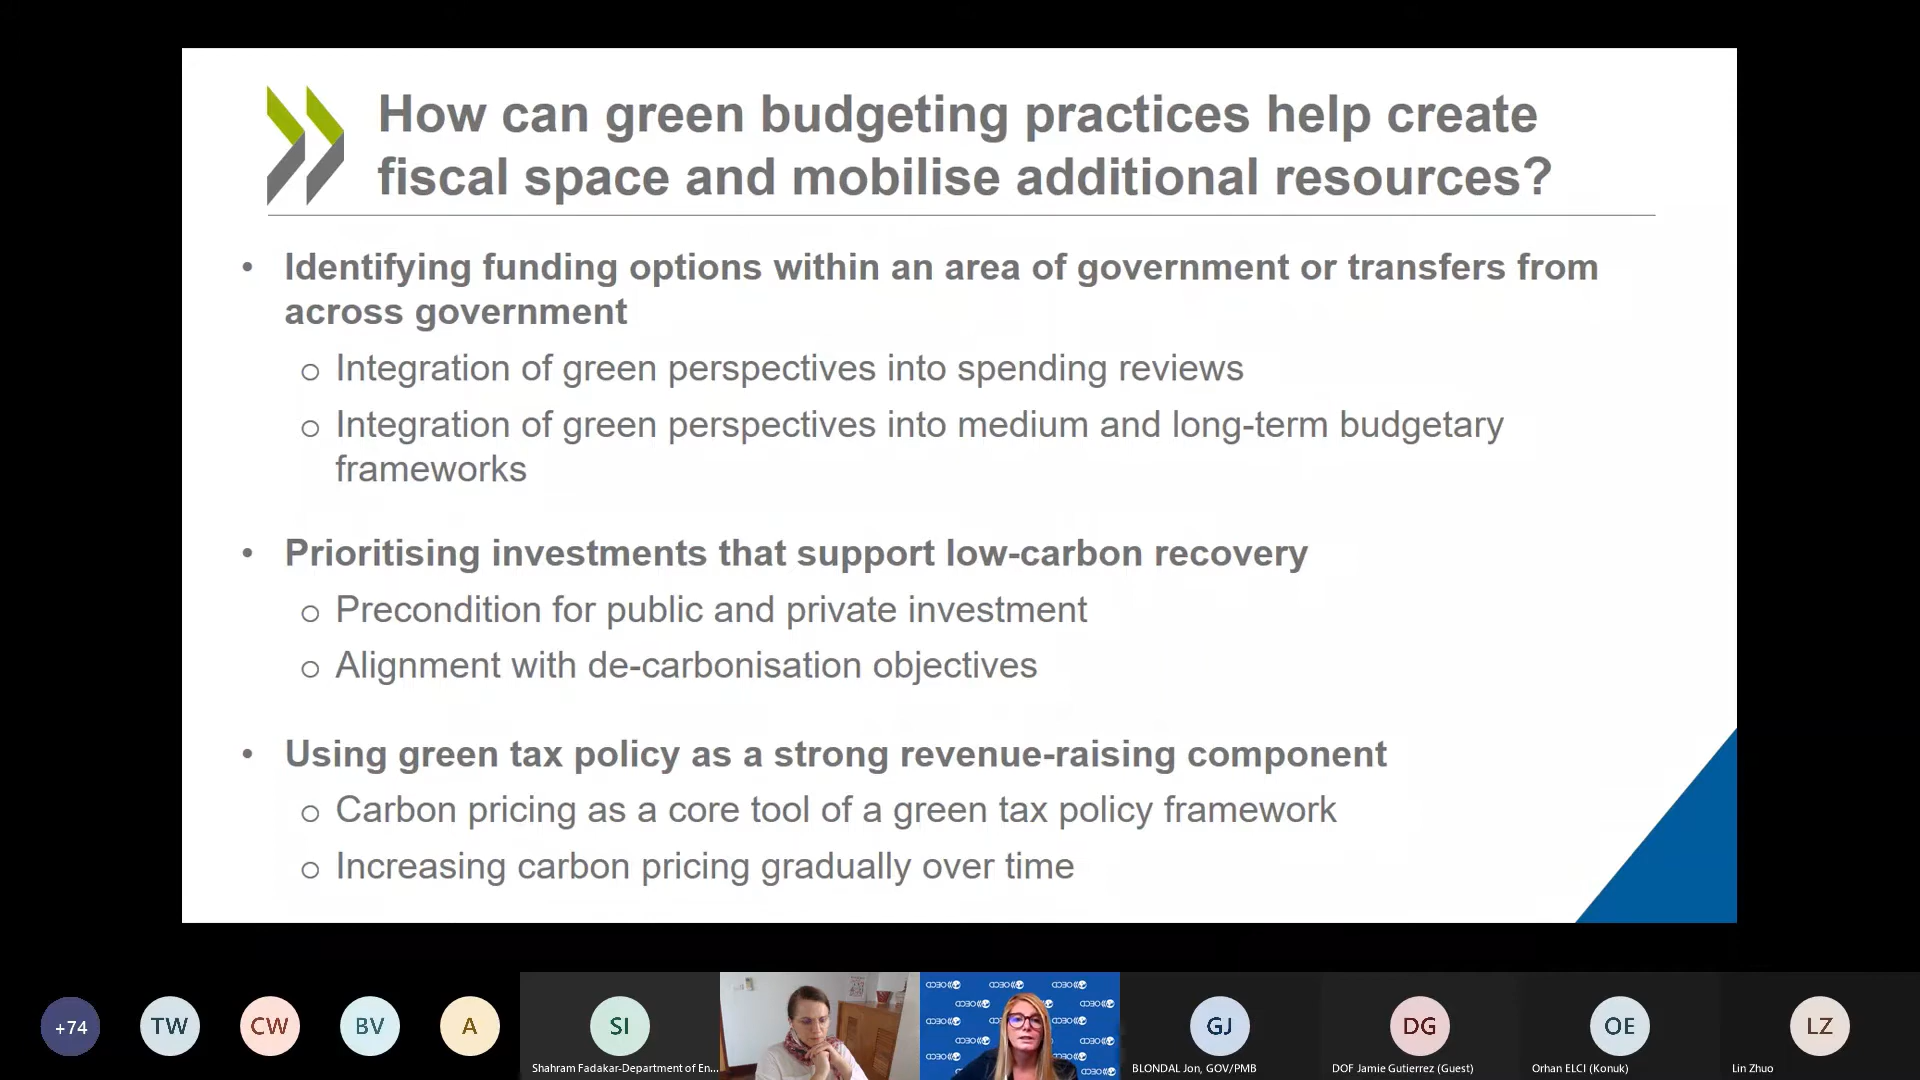 How can green budgeting practices help create
fiscal space and mobilise additional resources?
• Identifying funding options within an area of government or transfers from
across government
o Integration of green perspectives into spending reviews
o Integration of green perspectives into medium and long-term budgetary
frameworks
• Prioritising investments that support low-carbon recovery
o Precondition for public and private investment
o Alignment with de-carbonisation objectives
• Using green tax policy as a strong revenue-raising component
o Carbon pricing as a core tool of a green tax policy framework
o Increasing carbon pricing gradually over time
+74
TW
CW
BV
A
SI
GJ
DG
OE
LZ
Shahram Fadakar-Department of En...
BLONDAL Jon, GOV/PMB
DOF Jamie Gutierrez (Guest)
Orhan ELCI (Konuk)
Lin Zhuo